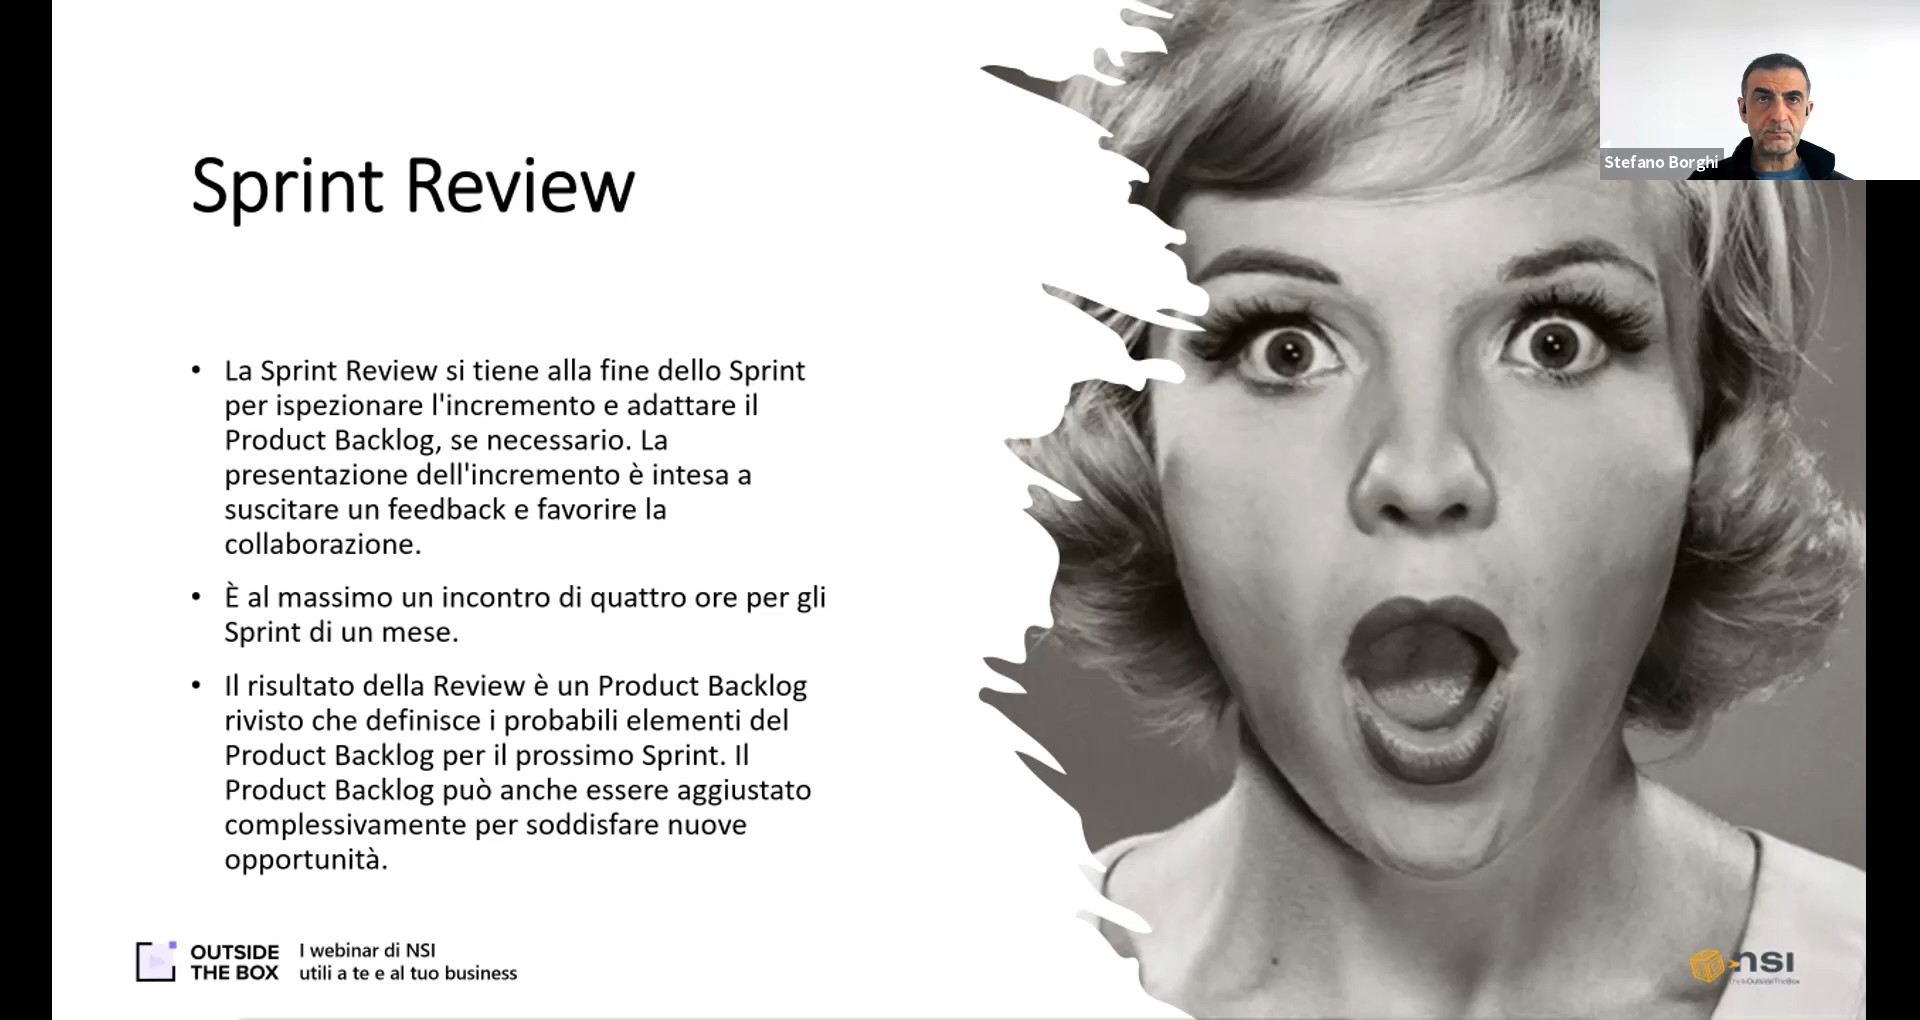 Stefano Borghi
Sprint Review
• La Sprint Review si tiene alla fine dello Sprint
per ispezionare l'incremento e adattare il
Product Backlog, se necessario. La
presentazione dell'incremento è intesa a
suscitare un feedback e favorire la
collaborazione.
• È al massimo un incontro di quattro ore per gli
Sprint di un mese.
• Il risultato della Review è un Product Backlog
rivisto che definisce i probabili elementi del
Product Backlog per il prossimo Sprint. Il
Product Backlog può anche essere aggiustato
complessivamente per soddisfare nuove
opportunità.
OUTSIDE
THE BOX
I webinar di NSI
utili a te e al tuo business
nsi